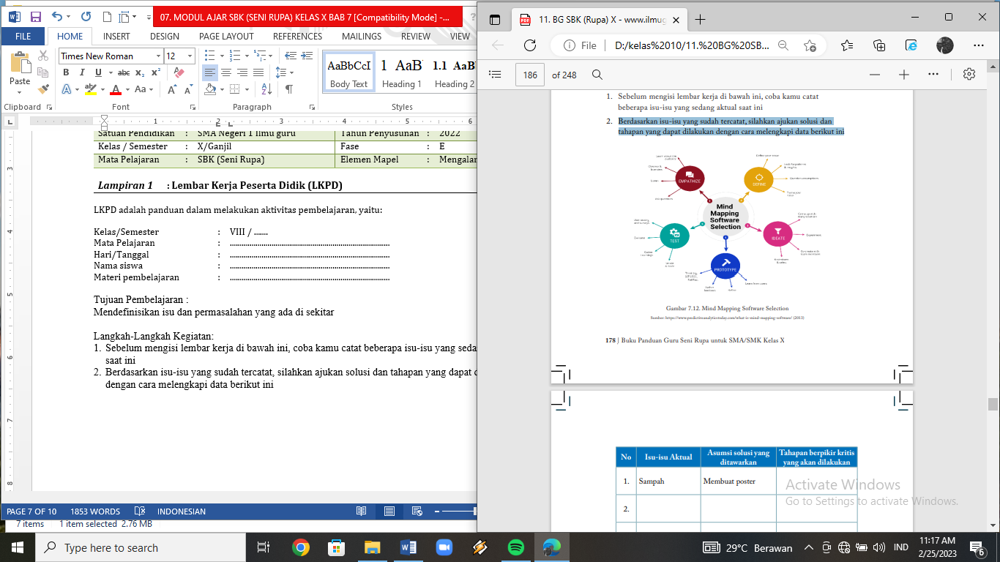 07. MODUL AJAR SBK (SENI RUPA) KELAS X BAB 7 [Compatibility Mode] -...
FILE HOME INSERT DESIGN PAGE LAYOUT REFERENCES MAILINGS REVIEW VIEW
Times New Roman 12
AaBbCcI 1 AaB 1.1 AaB
Paste
Body Text Heading 1 Heading 2
Clipboard Font Paragraph Styles
Satuan Pendidikan : SMA Negeri 1 Ilmu guru Tahun Penyusunan : 2022
Kelas / Semester : X/Ganjil Fase : E
Mata Pelajaran : SBK (Seni Rupa) Elemen Mapel : Mengalan
Lampiran 1 : Lembar Kerja Peserta Didik (LKPD)
LKPD adalah panduan dalam melakukan aktivitas pembelajaran, yaitu:
Kelas/Semester : VIII / .......
Mata Pelajaran : ................................................................................
Hari/Tanggal : ................................................................................
Nama siswa : ................................................................................
Materi pembelajaran : ................................................................................
Tujuan Pembelajaran :
Mendefinisikan isu dan permasalahan yang ada di sekitar
Langkah-Langkah Kegiatan:
1. Sebelum mengisi lembar kerja di bawah ini, coba kamu catat beberapa isu-isu yang seda
saat ini
2. Berdasarkan isu-isu yang sudah tercatat, silahkan ajukan solusi dan tahapan yang dapat d
dengan cara melengkapi data berikut ini
PAGE 7 OF 10 1853 WORDS INDONESIAN
7 items 1 item selected 2.76 MB
11. BG SBK (Rupa) X - www.ilmug
File D:/kelas%2010/11.%20BG%20SB...
186 of 248
1. Sebelum mengisi lembar kerja di bawah ini, coba kamu catat
beberapa isu-isu yang sedang aktual saat ini
2. Berdasarkan isu-isu yang sudah tercatat, silahkan ajukan solusi dan
tahapan yang dapat dilakukan dengan cara melengkapi data berikut ini
EMPATHIZE
DEFINE
Mind
Mapping
Software
Selection
TEST
IDEATE
PROTOTYPE
Gambar 7.12. Mind Mapping Software Selection
Sumber: https://www.predictiveanalyticstoday.com/what-is-mind-mapping-software/ (2013)
178 | Buku Panduan Guru Seni Rupa untuk SMA/SMK Kelas X
No Isu-isu Aktual Asumsi solusi yang ditawarkan Tahapan berpikir kritis yang akan dilakukan
1. Sampah Membuat poster
2.
Activate Windows
Go to Settings to activate Windows.
Type here to search
29°C Berawan IND 11:17 AM
2/25/2023 6